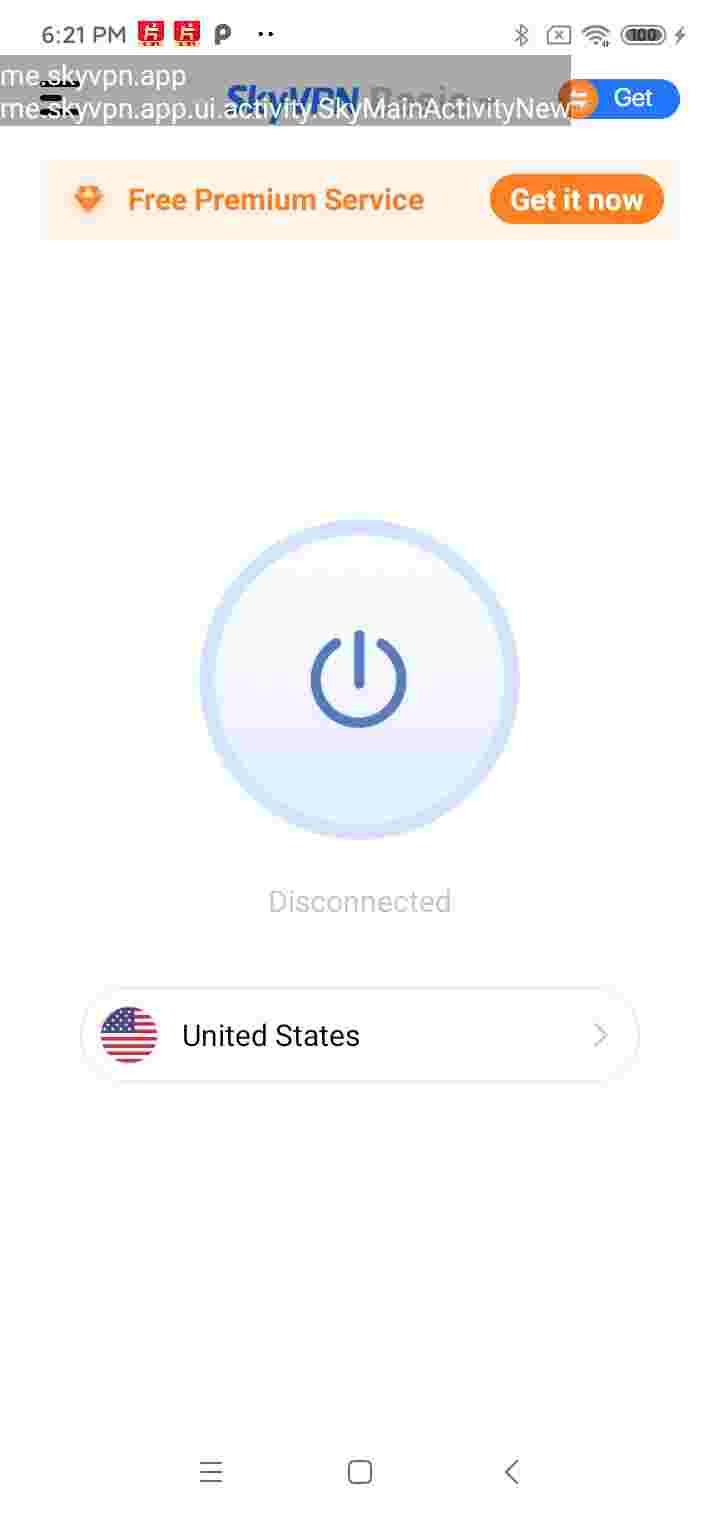 6:21 PM
100
me.skyvpn.app
me.skyvpn.app.ui.activity.SkyMainActivityNew
SkyVPN Basic
Get
Free Premium Service
Get it now
Disconnected
United States